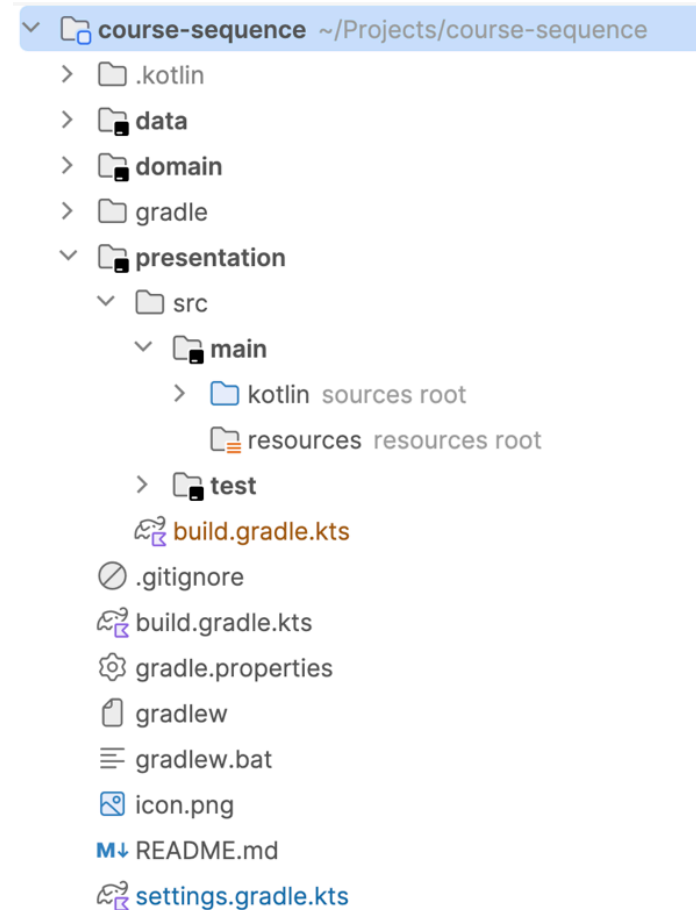 course-sequence ~/Projects/course-sequence
.kotlin
data
domain
gradle
presentation
src
main
kotlin sources root
resources resources root
test
build.gradle.kts
.gitignore
build.gradle.kts
gradle.properties
gradlew
gradlew.bat
icon.png
M↓ README.md
settings.gradle.kts